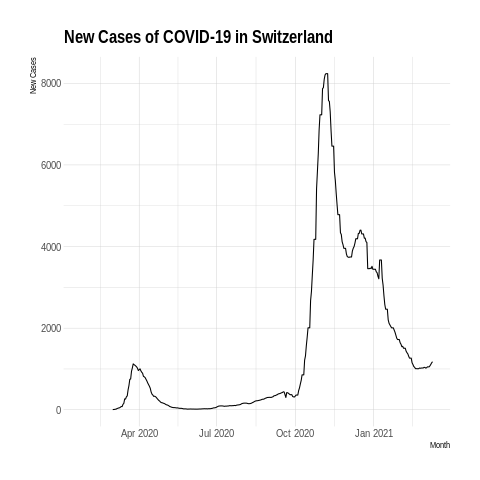 New Cases of COVID-19 in Switzerland
New Cases
8000
6000
4000
2000
0
Apr 2020
Jul 2020
Oct 2020
Jan 2021
Month